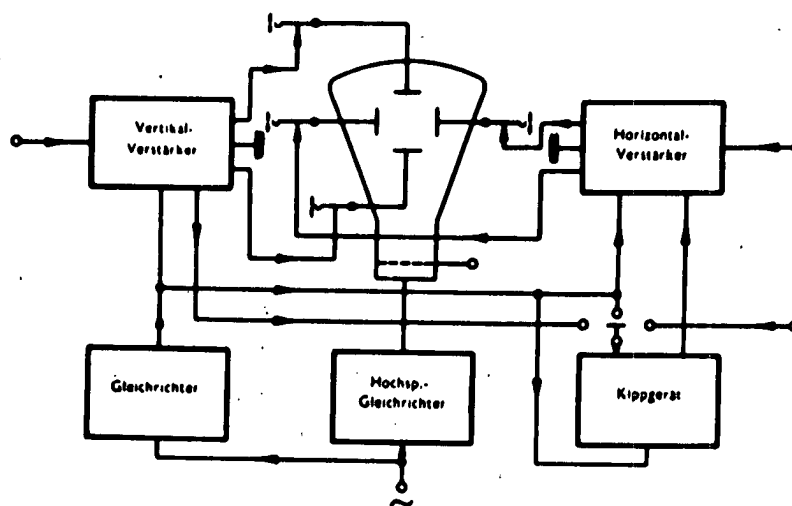 Vertikal-
Verstärker
Horizontal-
Verstärker
Gleichrichter
Hochsp.-
Gleichrichter
Kippgerät
~